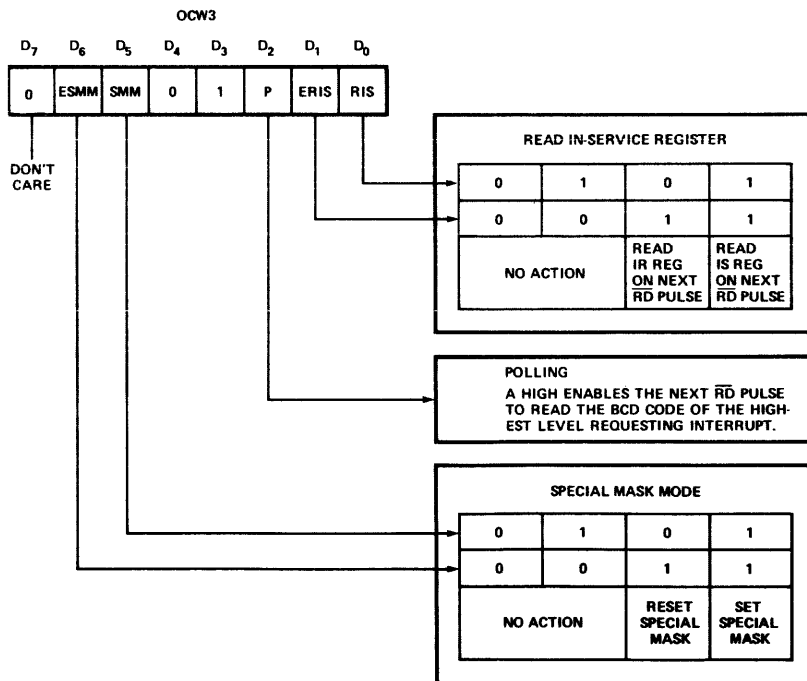 OCW3
D7 D6 D5 D4 D3 D2 D1 D0
0 ESMM SMM 0 1 P ERIS RIS
DON'T
CARE
READ IN-SERVICE REGISTER
0 1 0 1
0 0 1 1
NO ACTION
READ
IR REG
ON NEXT
RD PULSE
READ
IS REG
ON NEXT
RD PULSE
POLLING
A HIGH ENABLES THE NEXT RD PULSE
TO READ THE BCD CODE OF THE HIGH-
EST LEVEL REQUESTING INTERRUPT.
SPECIAL MASK MODE
0 1 0 1
0 0 1 1
NO ACTION
RESET
SPECIAL
MASK
SET
SPECIAL
MASK